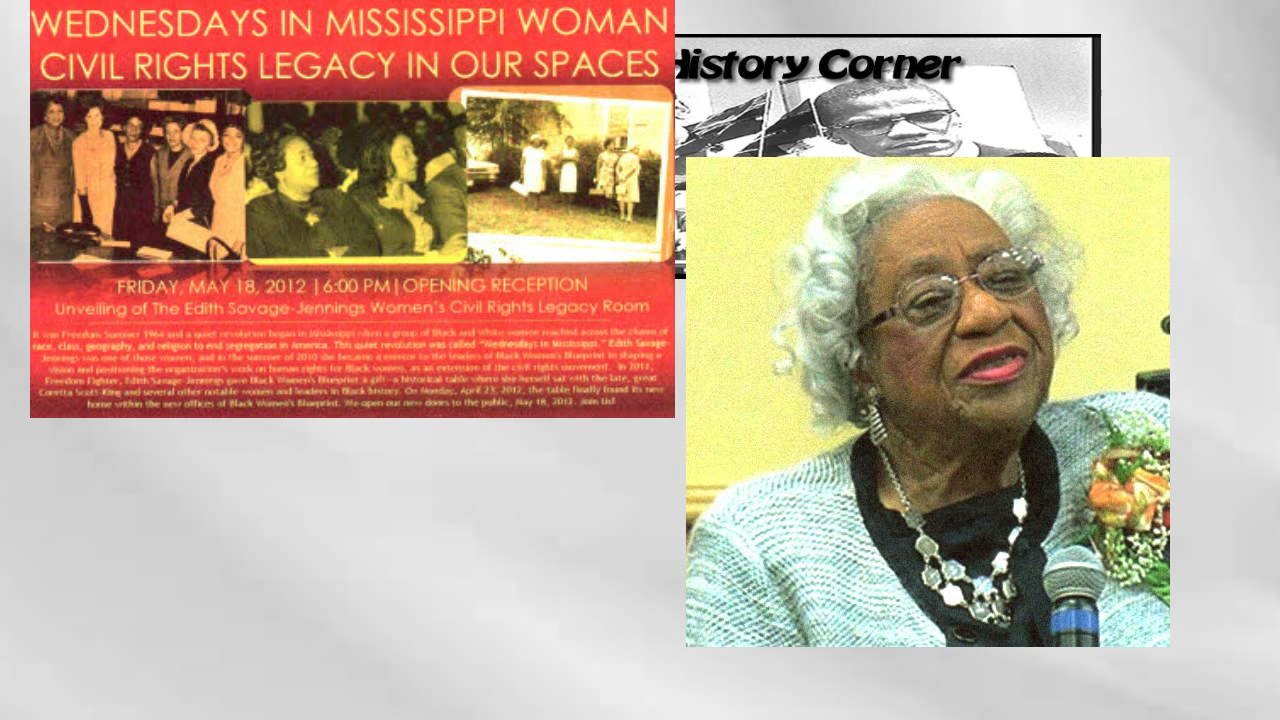 WEDNESDAYS IN MISSISSIPPI WOMAN
CIVIL RIGHTS LEGACY IN OUR SPACES
History Corner
FRIDAY, MAY 18, 2012 | 6:00 PM | OPENING RECEPTION
Unveiling of The Edith Savage-Jennings Women's Civil Rights Legacy Room
It was Freedom Summer 1964 and a quiet revolution began in Mississippi when a group of Black and White women reached across the chasm of
race, class, geography, and religion to end segregation in America. This quiet revolution was called "Wednesdays in Mississippi." Edith Savage-
Jennings was one of those women, and in the summer of 2010 she became a mentor to the leaders of Black Women's Blueprint in shaping a
vision and positioning the organization's work on human rights for Black women, as an extension of the civil rights movement. In 2011,
Freedom Fighter, Edith Savage-Jennings gave Black Women's Blueprint a gift--a historical table where she herself sat with the late, great
Coretta Scott-King and several other notable women and leaders in Black history. On Monday, April 23, 2012, the table finally found its new
home within the new offices of Black Women's Blueprint. We open our new doors to the public, May 18, 2012. Join Us!